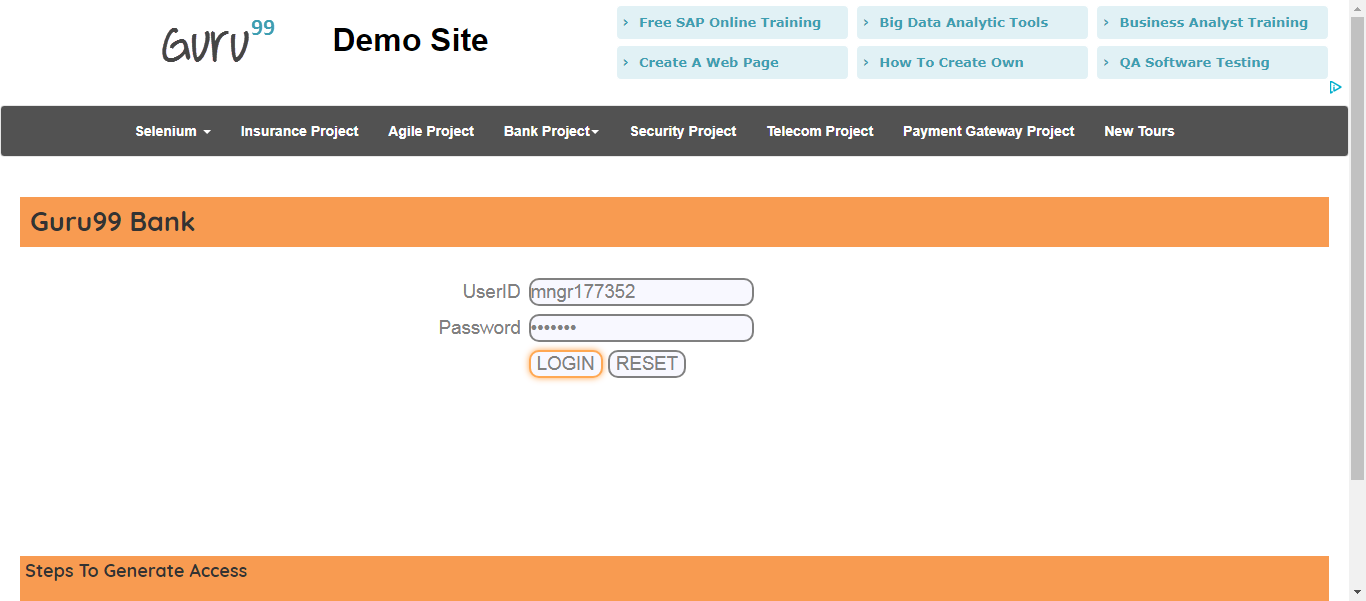 Guru99
Demo Site
› Free SAP Online Training
› Big Data Analytic Tools
› Business Analyst Training
› Create A Web Page
› How To Create Own
› QA Software Testing
Selenium Insurance Project Agile Project Bank Project Security Project Telecom Project Payment Gateway Project New Tours
Guru99 Bank
UserID mngr177352
Password •••••••
LOGIN RESET
Steps To Generate Access